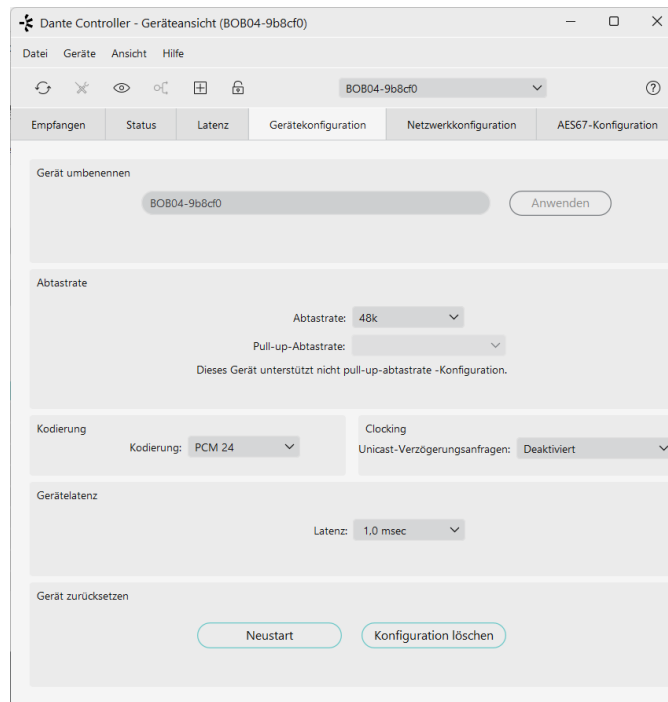 Dante Controller - Geräteansicht (BOB04-9b8cf0)
Datei Geräte Ansicht Hilfe
BOB04-9b8cf0
Empfangen Status Latenz Gerätekonfiguration Netzwerkkonfiguration AES67-Konfiguration
Gerät umbenennen
BOB04-9b8cf0 Anwenden
Abtastrate
Abtastrate: 48k
Pull-up-Abtastrate:
Dieses Gerät unterstützt nicht pull-up-abtastrate -Konfiguration.
Kodierung
Kodierung: PCM 24
Clocking
Unicast-Verzögerungsanfragen: Deaktiviert
Gerätelatenz
Latenz: 1,0 msec
Gerät zurücksetzen
Neustart Konfiguration löschen